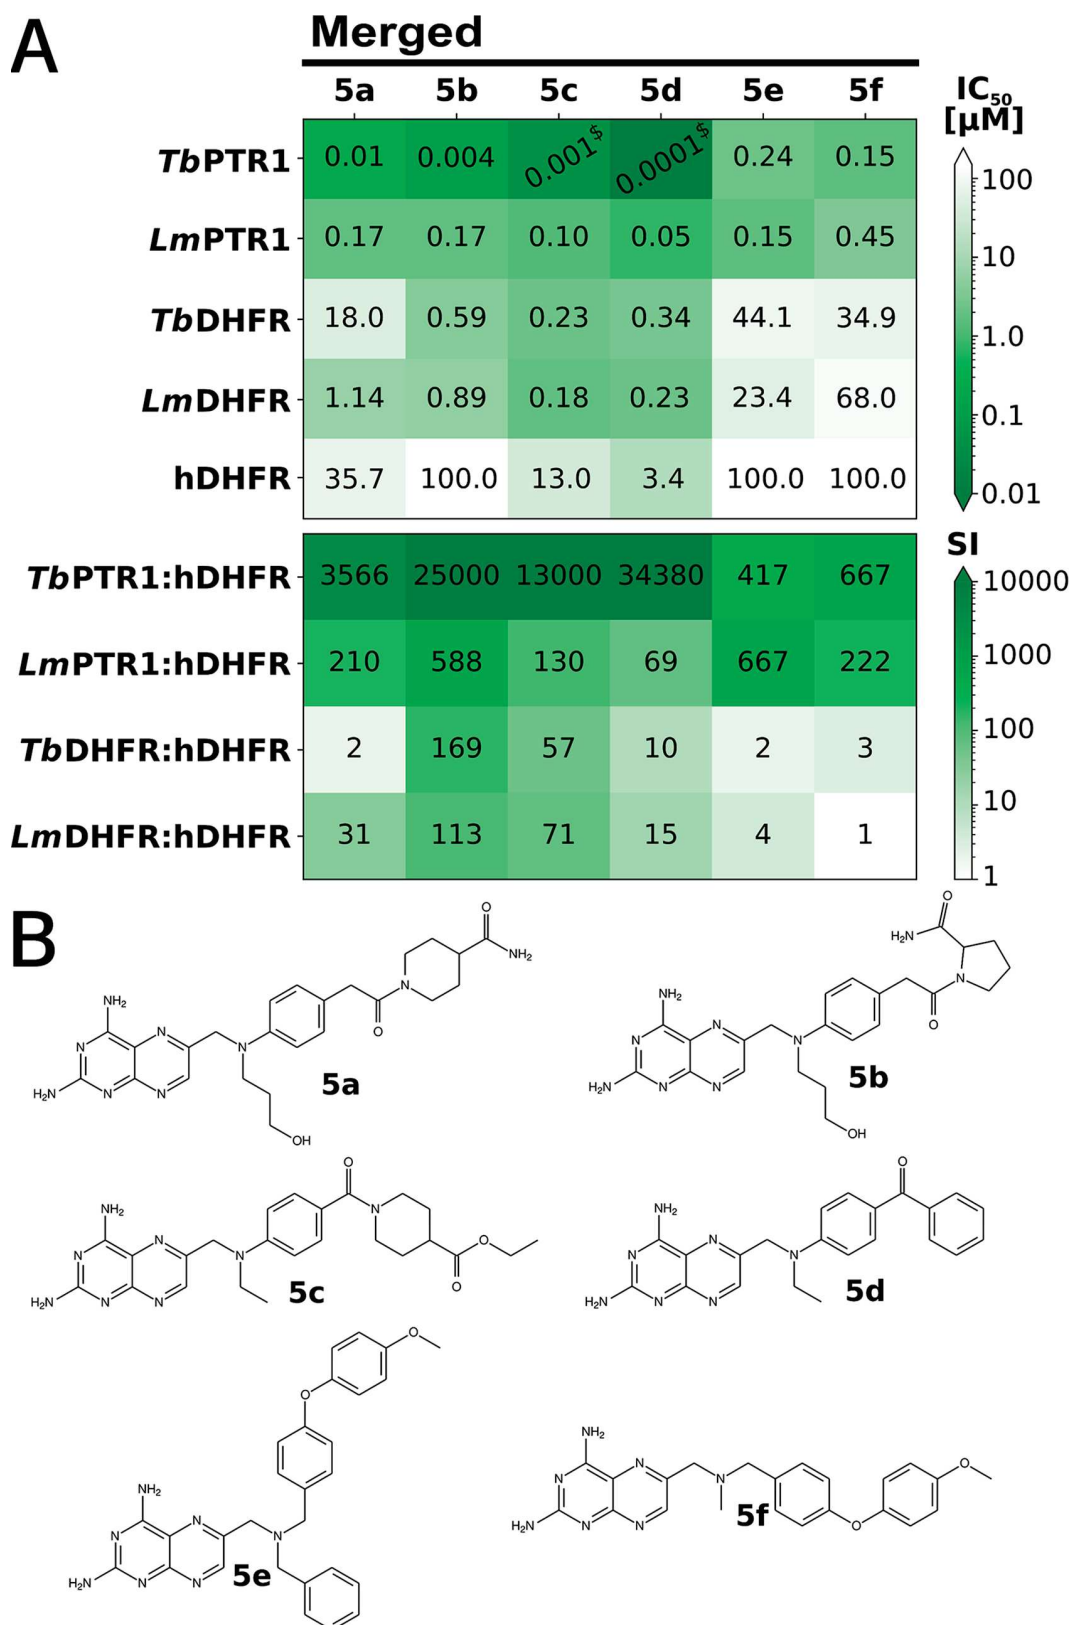 A
Merged
5a 5b 5c 5d 5e 5f
IC50
[µM]
TbPTR1 0.01 0.004 0.001$ 0.0001$ 0.24 0.15
LmPTR1 0.17 0.17 0.10 0.05 0.15 0.45
TbDHFR 18.0 0.59 0.23 0.34 44.1 34.9
LmDHFR 1.14 0.89 0.18 0.23 23.4 68.0
hDHFR 35.7 100.0 13.0 3.4 100.0 100.0
100
10
1.0
0.1
0.01
SI
TbPTR1:hDHFR 3566 25000 13000 34380 417 667
LmPTR1:hDHFR 210 588 130 69 667 222
TbDHFR:hDHFR 2 169 57 10 2 3
LmDHFR:hDHFR 31 113 71 15 4 1
10000
1000
100
10
1
B
O
NH2
N
O
NH2
N
N
N
N
N
H2N
OH
5a
O
H2N
N
O
NH2
N
N
N
N
N
H2N
OH
5b
O
N
O
O
NH2
N
N
N
N
N
H2N
5c
O
NH2
N
N
N
N
N
H2N
5d
O
O
NH2
N
N
N
N
N
H2N
5e
NH2
N
N
N
N
N
H2N
O
O
5f